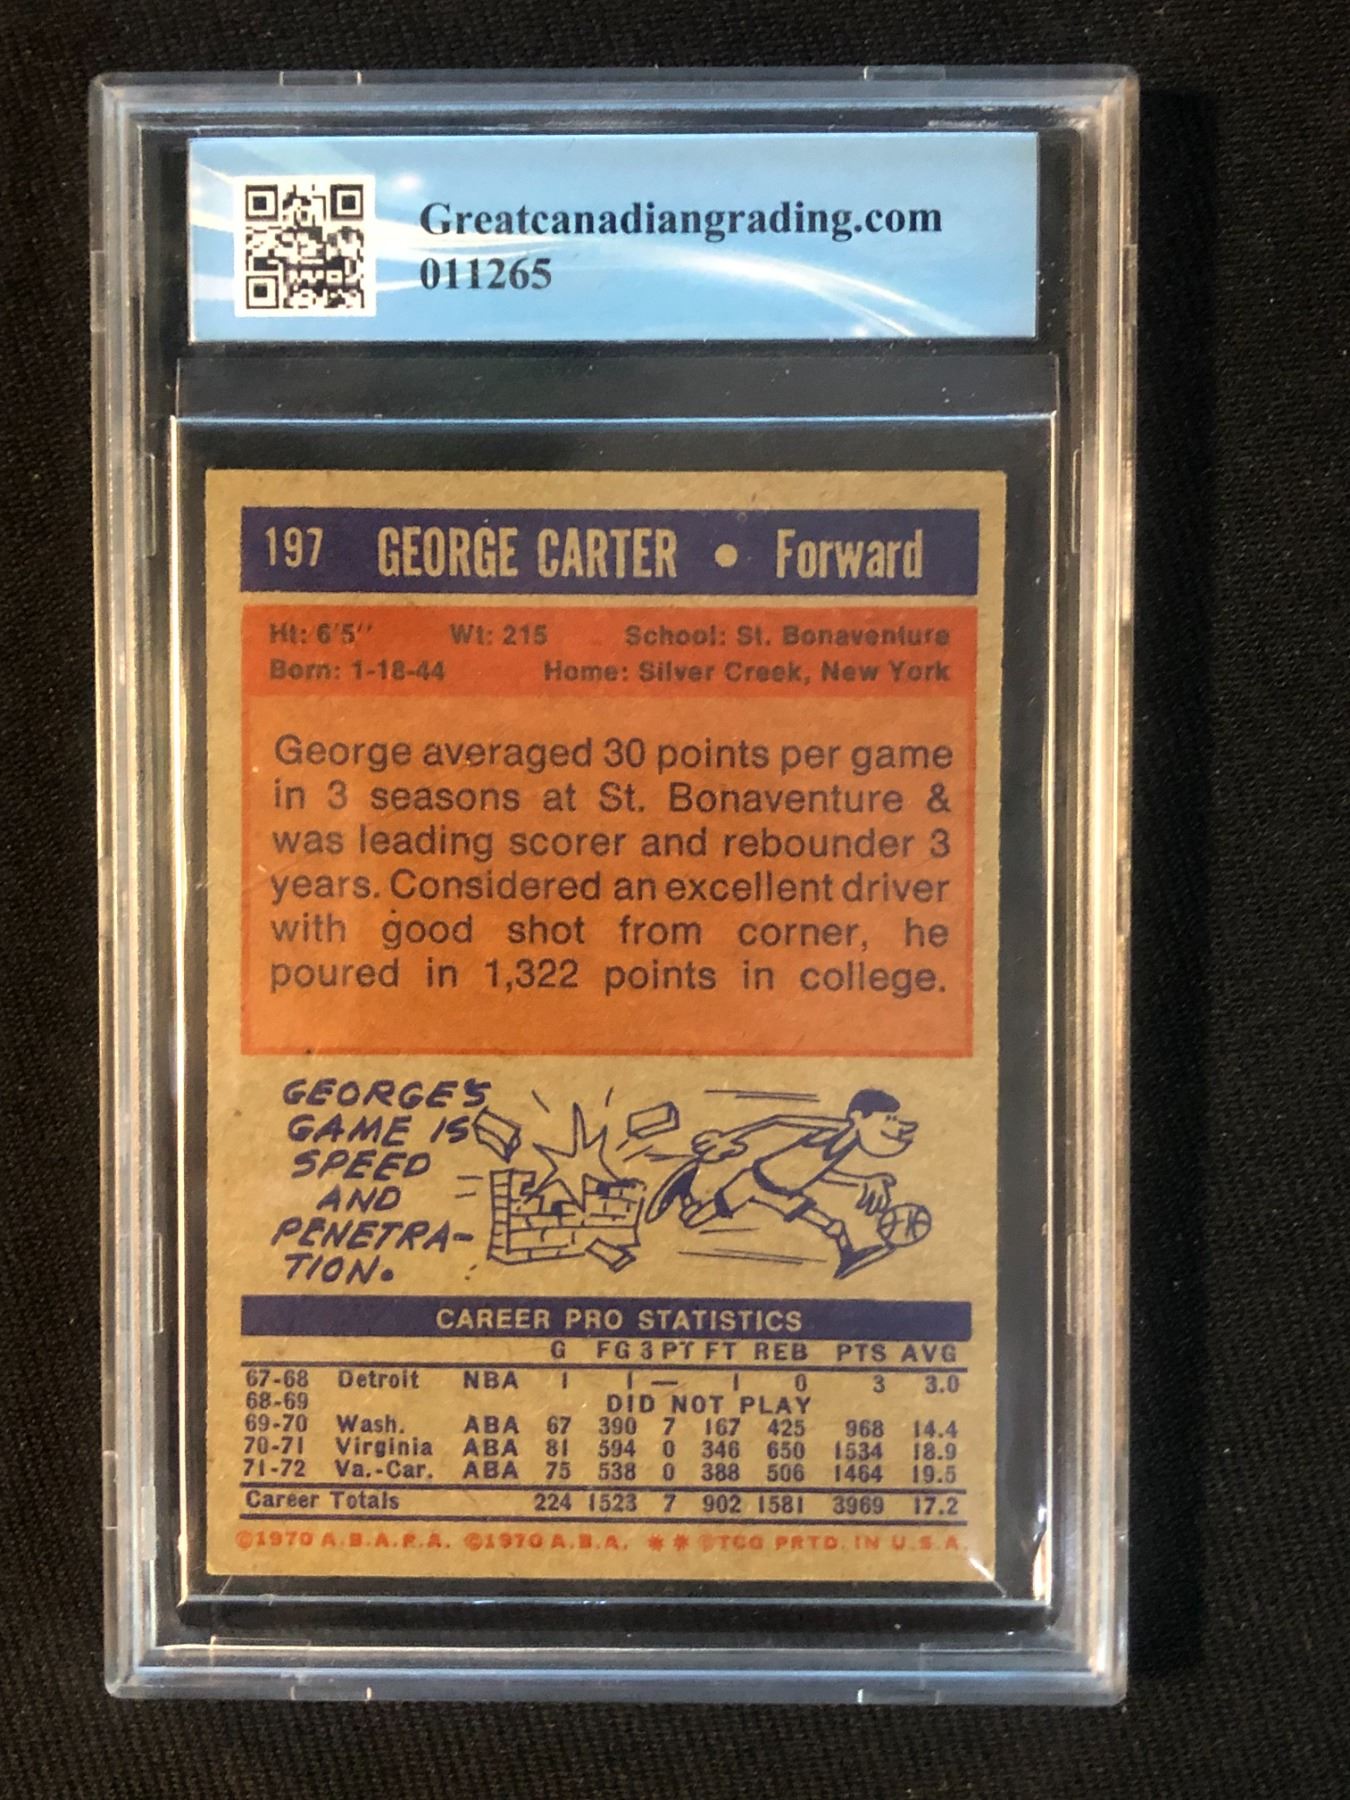 Greatcanadiangrading.com
011265
197 GEORGE CARTER • Forward
Ht: 6'5'' Wt: 215 School: St. Bonaventure
Born: 1-18-44 Home: Silver Creek, New York
George averaged 30 points per game
in 3 seasons at St. Bonaventure &
was leading scorer and rebounder 3
years. Considered an excellent driver
with good shot from corner, he
poured in 1,322 points in college.
GEORGE'S
GAME IS
SPEED
AND
PENETRA-
TION.
CAREER PRO STATISTICS
G FG 3PT FT REB PTS AVG
67-68 Detroit NBA 1 1 — 1 0 3 3.0
68-69 DID NOT PLAY
69-70 Wash. ABA 67 390 7 167 425 968 14.4
70-71 Virginia ABA 81 594 0 346 650 1534 18.9
71-72 Va.-Car. ABA 75 538 0 388 506 1464 19.5
Career Totals 224 1523 7 902 1581 3969 17.2
©1970 A.B.A.P.A. ©1970 A.B.A. ** ©TCG PRTD. IN U.S.A.